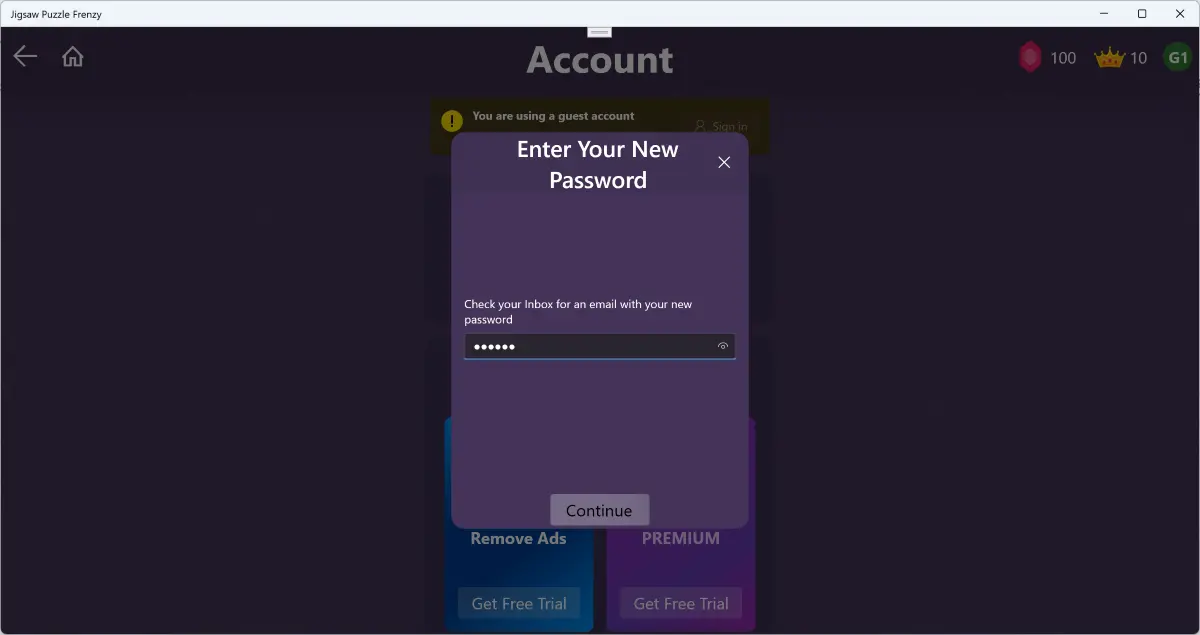 Jigsaw Puzzle Frenzy
Account
100
10
G1
You are using a guest account
Sign in
Enter Your New
Password
Check your Inbox for an email with your new
password
••••••
Continue
Remove Ads
PREMIUM
Get Free Trial
Get Free Trial